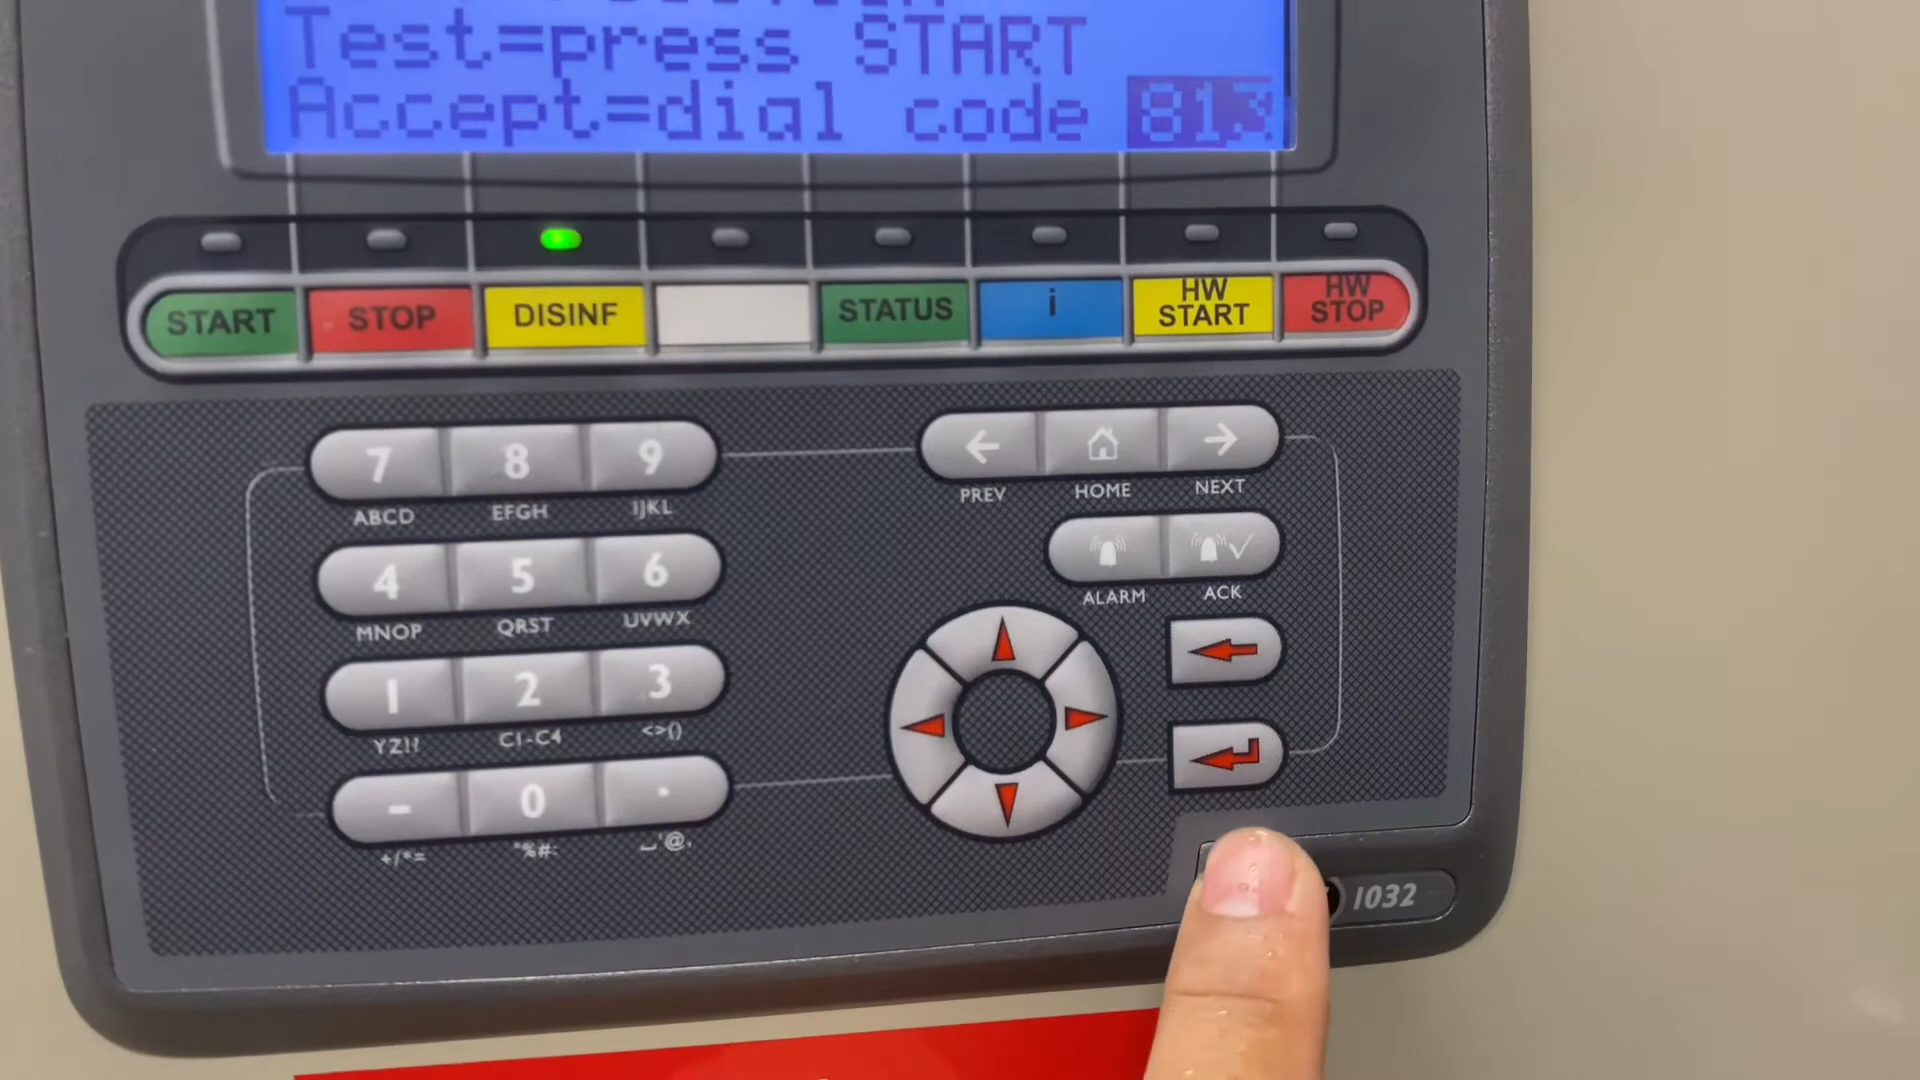 Test=press START
Accept=dial code 813
START
STOP
DISINF
STATUS
i
HW START
HW STOP
7
8
9
ABCD
EFGH
IJKL
PREV
HOME
NEXT
4
5
6
MNOP
QRST
UVWX
ALARM
ACK
1
2
3
YZ!?
C1-C4
<>()
-
0
.
+/*=
°%#:
␣'@,
1032